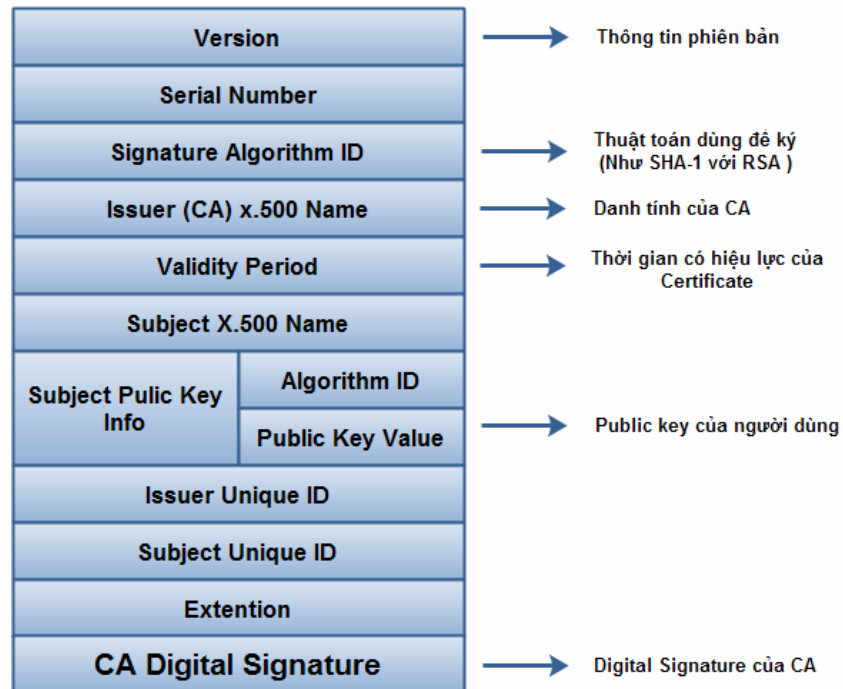 Version
Thông tin phiên bản
Serial Number
Signature Algorithm ID
Thuật toán dùng để ký
(Như SHA-1 với RSA )
Issuer (CA) x.500 Name
Danh tính của CA
Validity Period
Thời gian có hiệu lực của
Certificate
Subject X.500 Name
Subject Pulic Key
Info
Algorithm ID
Public Key Value
Public key của người dùng
Issuer Unique ID
Subject Unique ID
Extention
CA Digital Signature
Digital Signature của CA